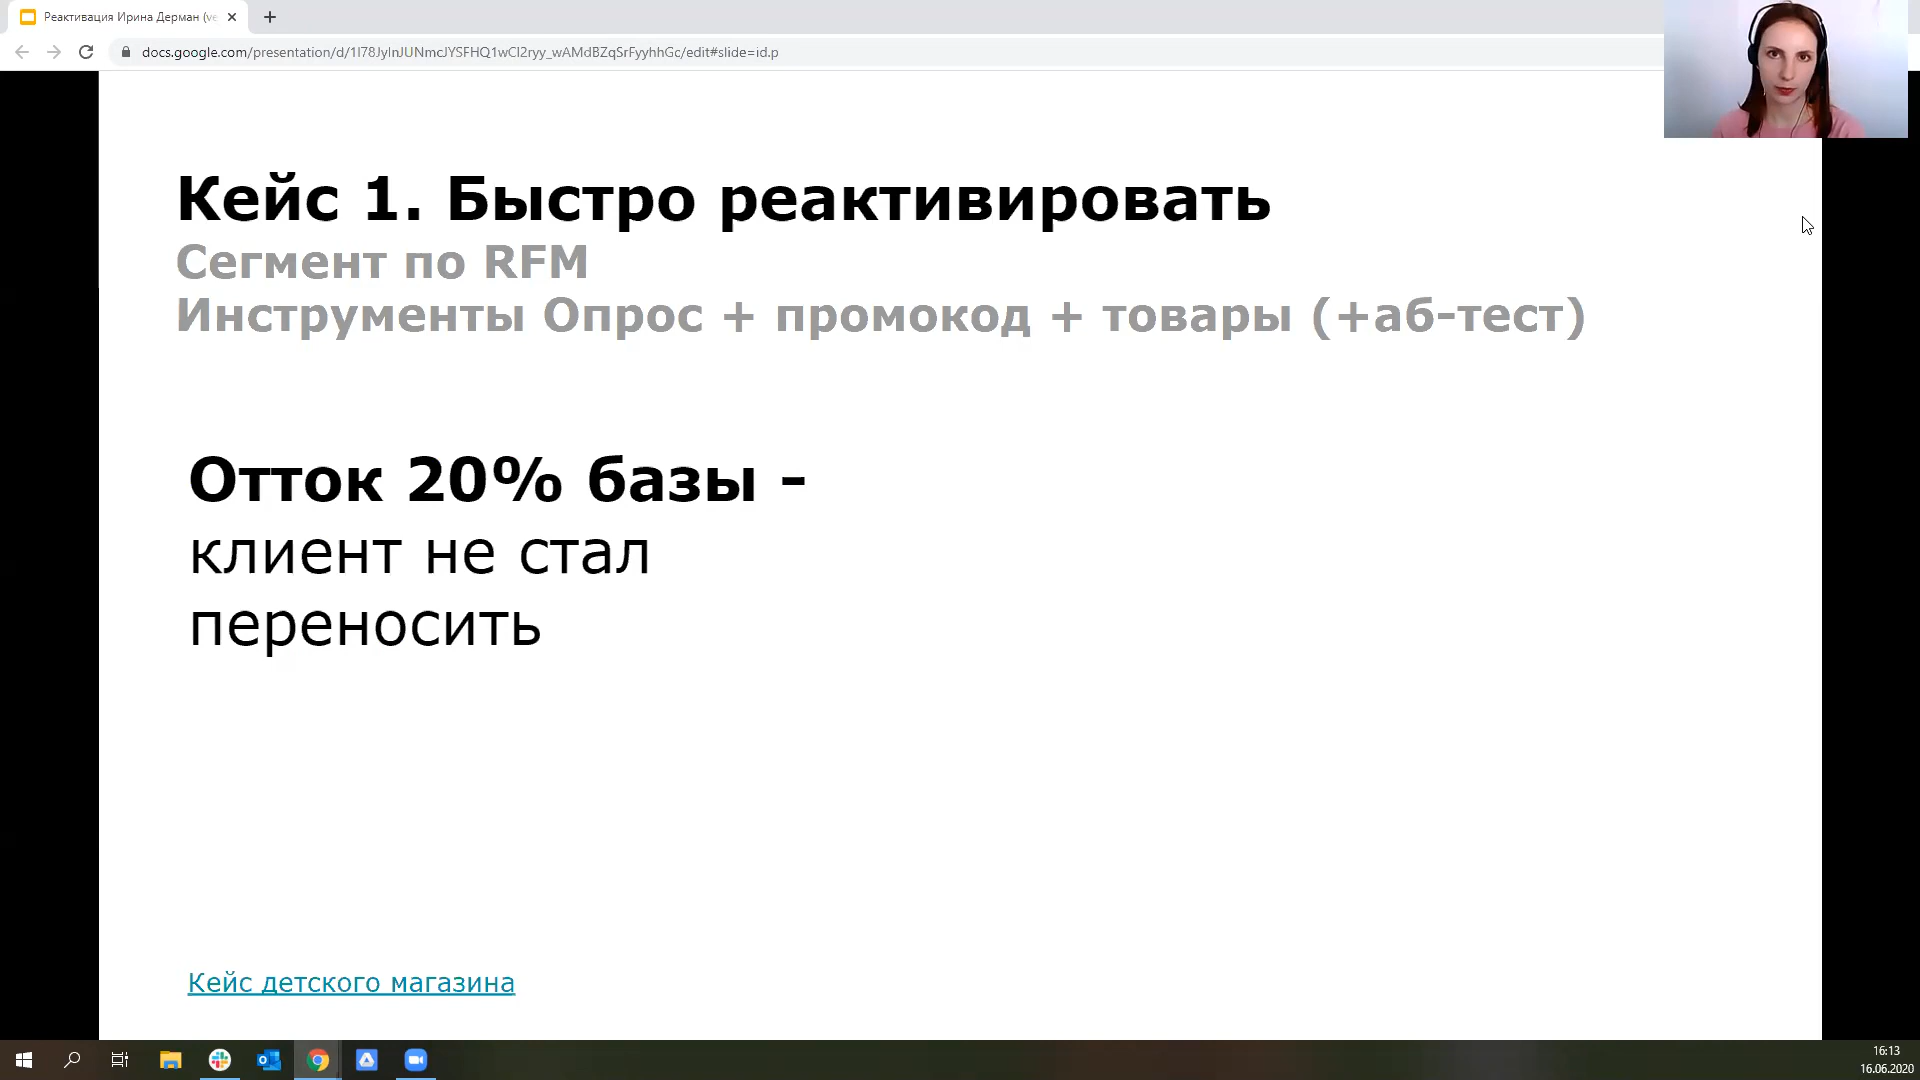 Реактивация Ирина Дерман (ve
docs.google.com/presentation/d/1I78JyInJUNmcJYSFHQ1wCI2ryy_wAMdBZqSrFyyhhGc/edit#slide=id.p
Кейс 1. Быстро реактивировать
Сегмент по RFM
Инструменты Опрос + промокод + товары (+аб-тест)
Отток 20% базы -
клиент не стал
переносить
Кейс детского магазина
16:13
16.06.2020